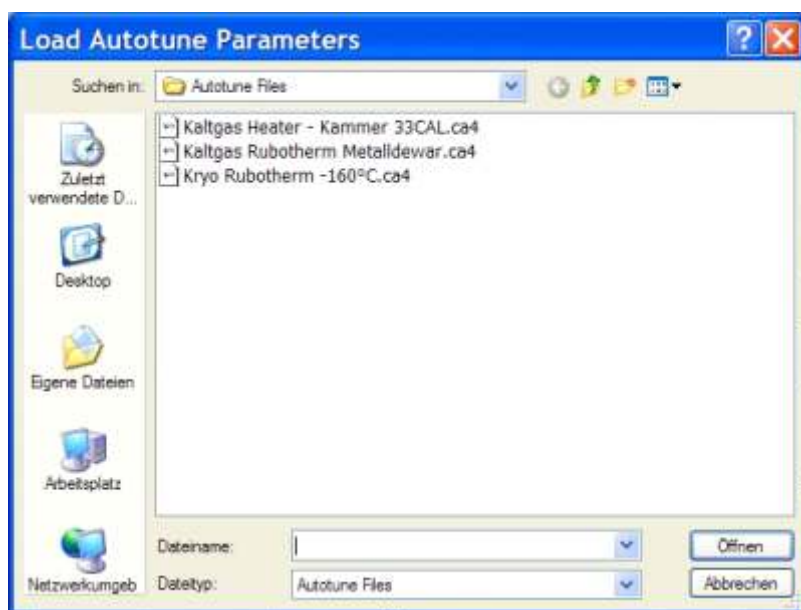 Load Autotune Parameters
Suchen in: Autotune Files
Kaltgas Heater - Kammer 33CAL.ca4
Kaltgas Rubotherm Metalldewar.ca4
Kryo Rubotherm -160ºC.ca4
Zuletzt
verwendete D...
Desktop
Eigene Dateien
Arbeitsplatz
Netzwerkumgeb
Dateiname:
Öffnen
Dateityp: Autotune Files
Abbrechen